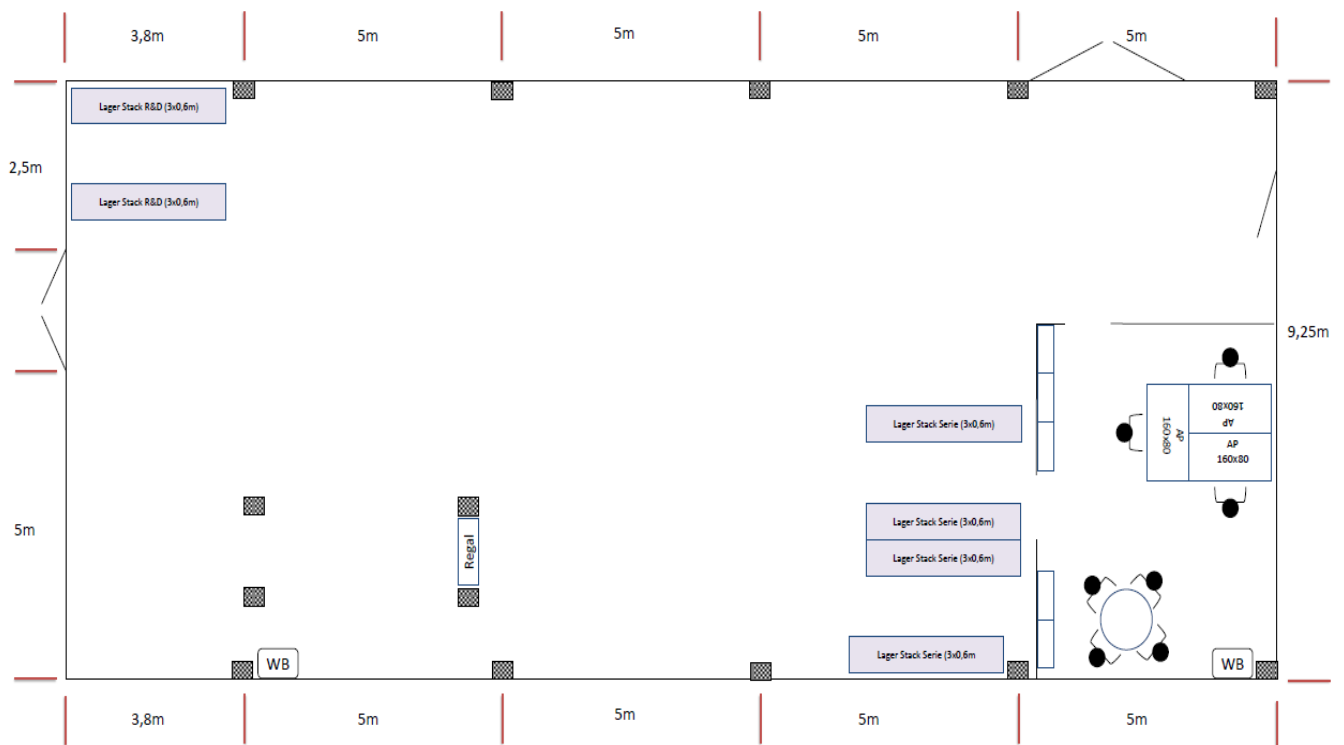 3,8m
5m
5m
5m
5m
Lager Stack R&D (3x0,6m)
2,5m
Lager Stack R&D (3x0,6m)
9,25m
Lager Stack Serie (3x0,6m)
AP
160x80
AP
160x80
AP
160x80
5m
Lager Stack Serie (3x0,6m)
Lager Stack Serie (3x0,6m)
Regal
Lager Stack Serie (3x0,6m
WB
WB
3,8m
5m
5m
5m
5m